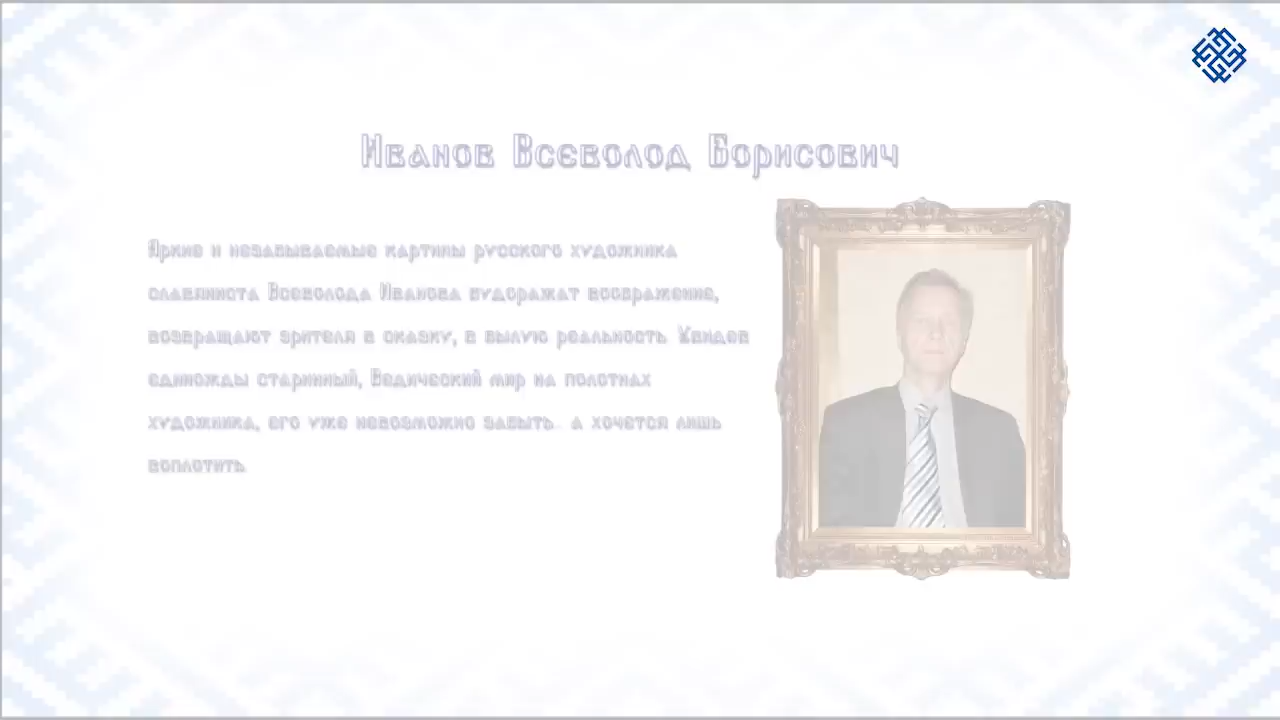 Иванов Всеволод Борисович
Яркие и незабываемые картины русского художника
славяниста Всеволода Иванова будоражат воображение,
возвращают зрителя в сказку, в былую реальность. Увидев
единожды старинный, Ведический мир на полотнах
художника, его уже невозможно забыть... а хочется лишь
воплотить.